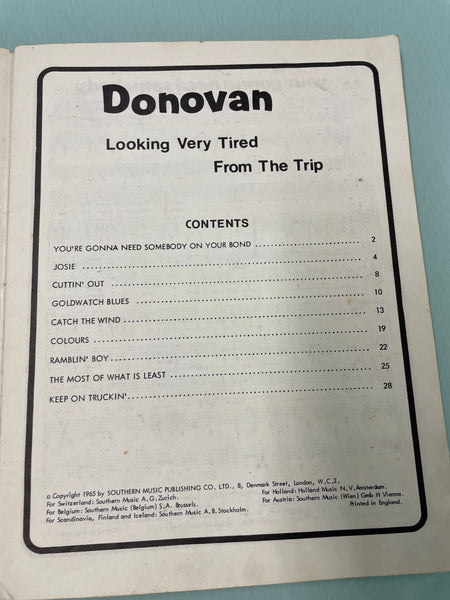 Donovan
Looking Very Tired
From The Trip
CONTENTS
YOU'RE GONNA NEED SOMEBODY ON YOUR BOND 2
JOSIE 4
CUTTIN' OUT 8
GOLDWATCH BLUES 10
CATCH THE WIND 13
COLOURS 19
RAMBLIN' BOY 22
THE MOST OF WHAT IS LEAST 25
KEEP ON TRUCKIN' 28
© Copyright 1965 by SOUTHERN MUSIC PUBLISHING CO. LTD., 8, Denmark Street, London, W.C.2.
For Switzerland: Southern Music A.G. Zurich. For Holland: Holland Music N.V. Amsterdam.
For Belgium: Southern Music (Belgium) S.A. Brussels. For Austria: Southern Music (Wien) Gmb H Vienna.
For Scandinavia, Finland and Iceland: Southern Music A.B. Stockholm. Printed in England.